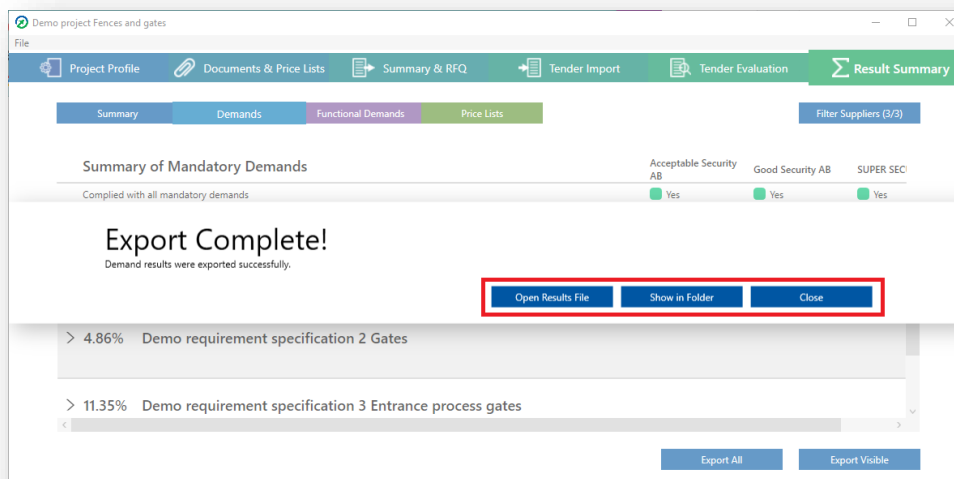 Demo project Fences and gates
File
Project Profile
Documents & Price Lists
Summary & RFQ
Tender Import
Tender Evaluation
Result Summary
Summary
Demands
Functional Demands
Price Lists
Filter Suppliers (3/3)
Summary of Mandatory Demands
Acceptable Security
AB
Good Security AB
SUPER SEC
Complied with all mandatory demands
Yes
Yes
Yes
Export Complete!
Demand results were exported successfully.
Open Results File
Show in Folder
Close
4.86% Demo requirement specification 2 Gates
11.35% Demo requirement specification 3 Entrance process gates
Export All
Export Visible